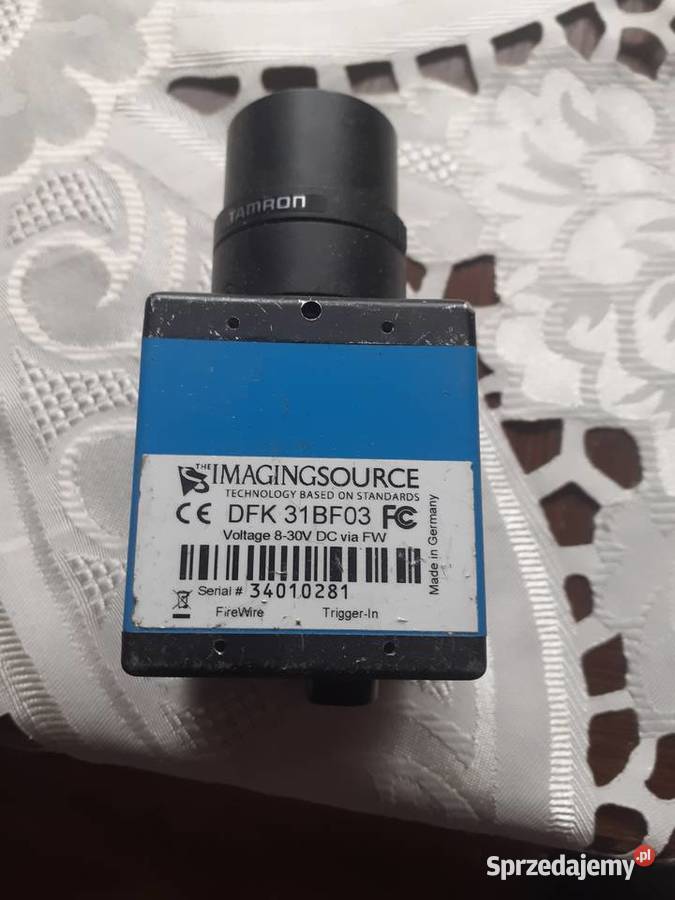 TAMRON
THE IMAGINGSOURCE
TECHNOLOGY BASED ON STANDARDS
CE DFK 31BF03 FC
Voltage 8-30V DC via FW
Made in Germany
Serial # 34010281
FireWire Trigger-In
Sprzedajemy.pl